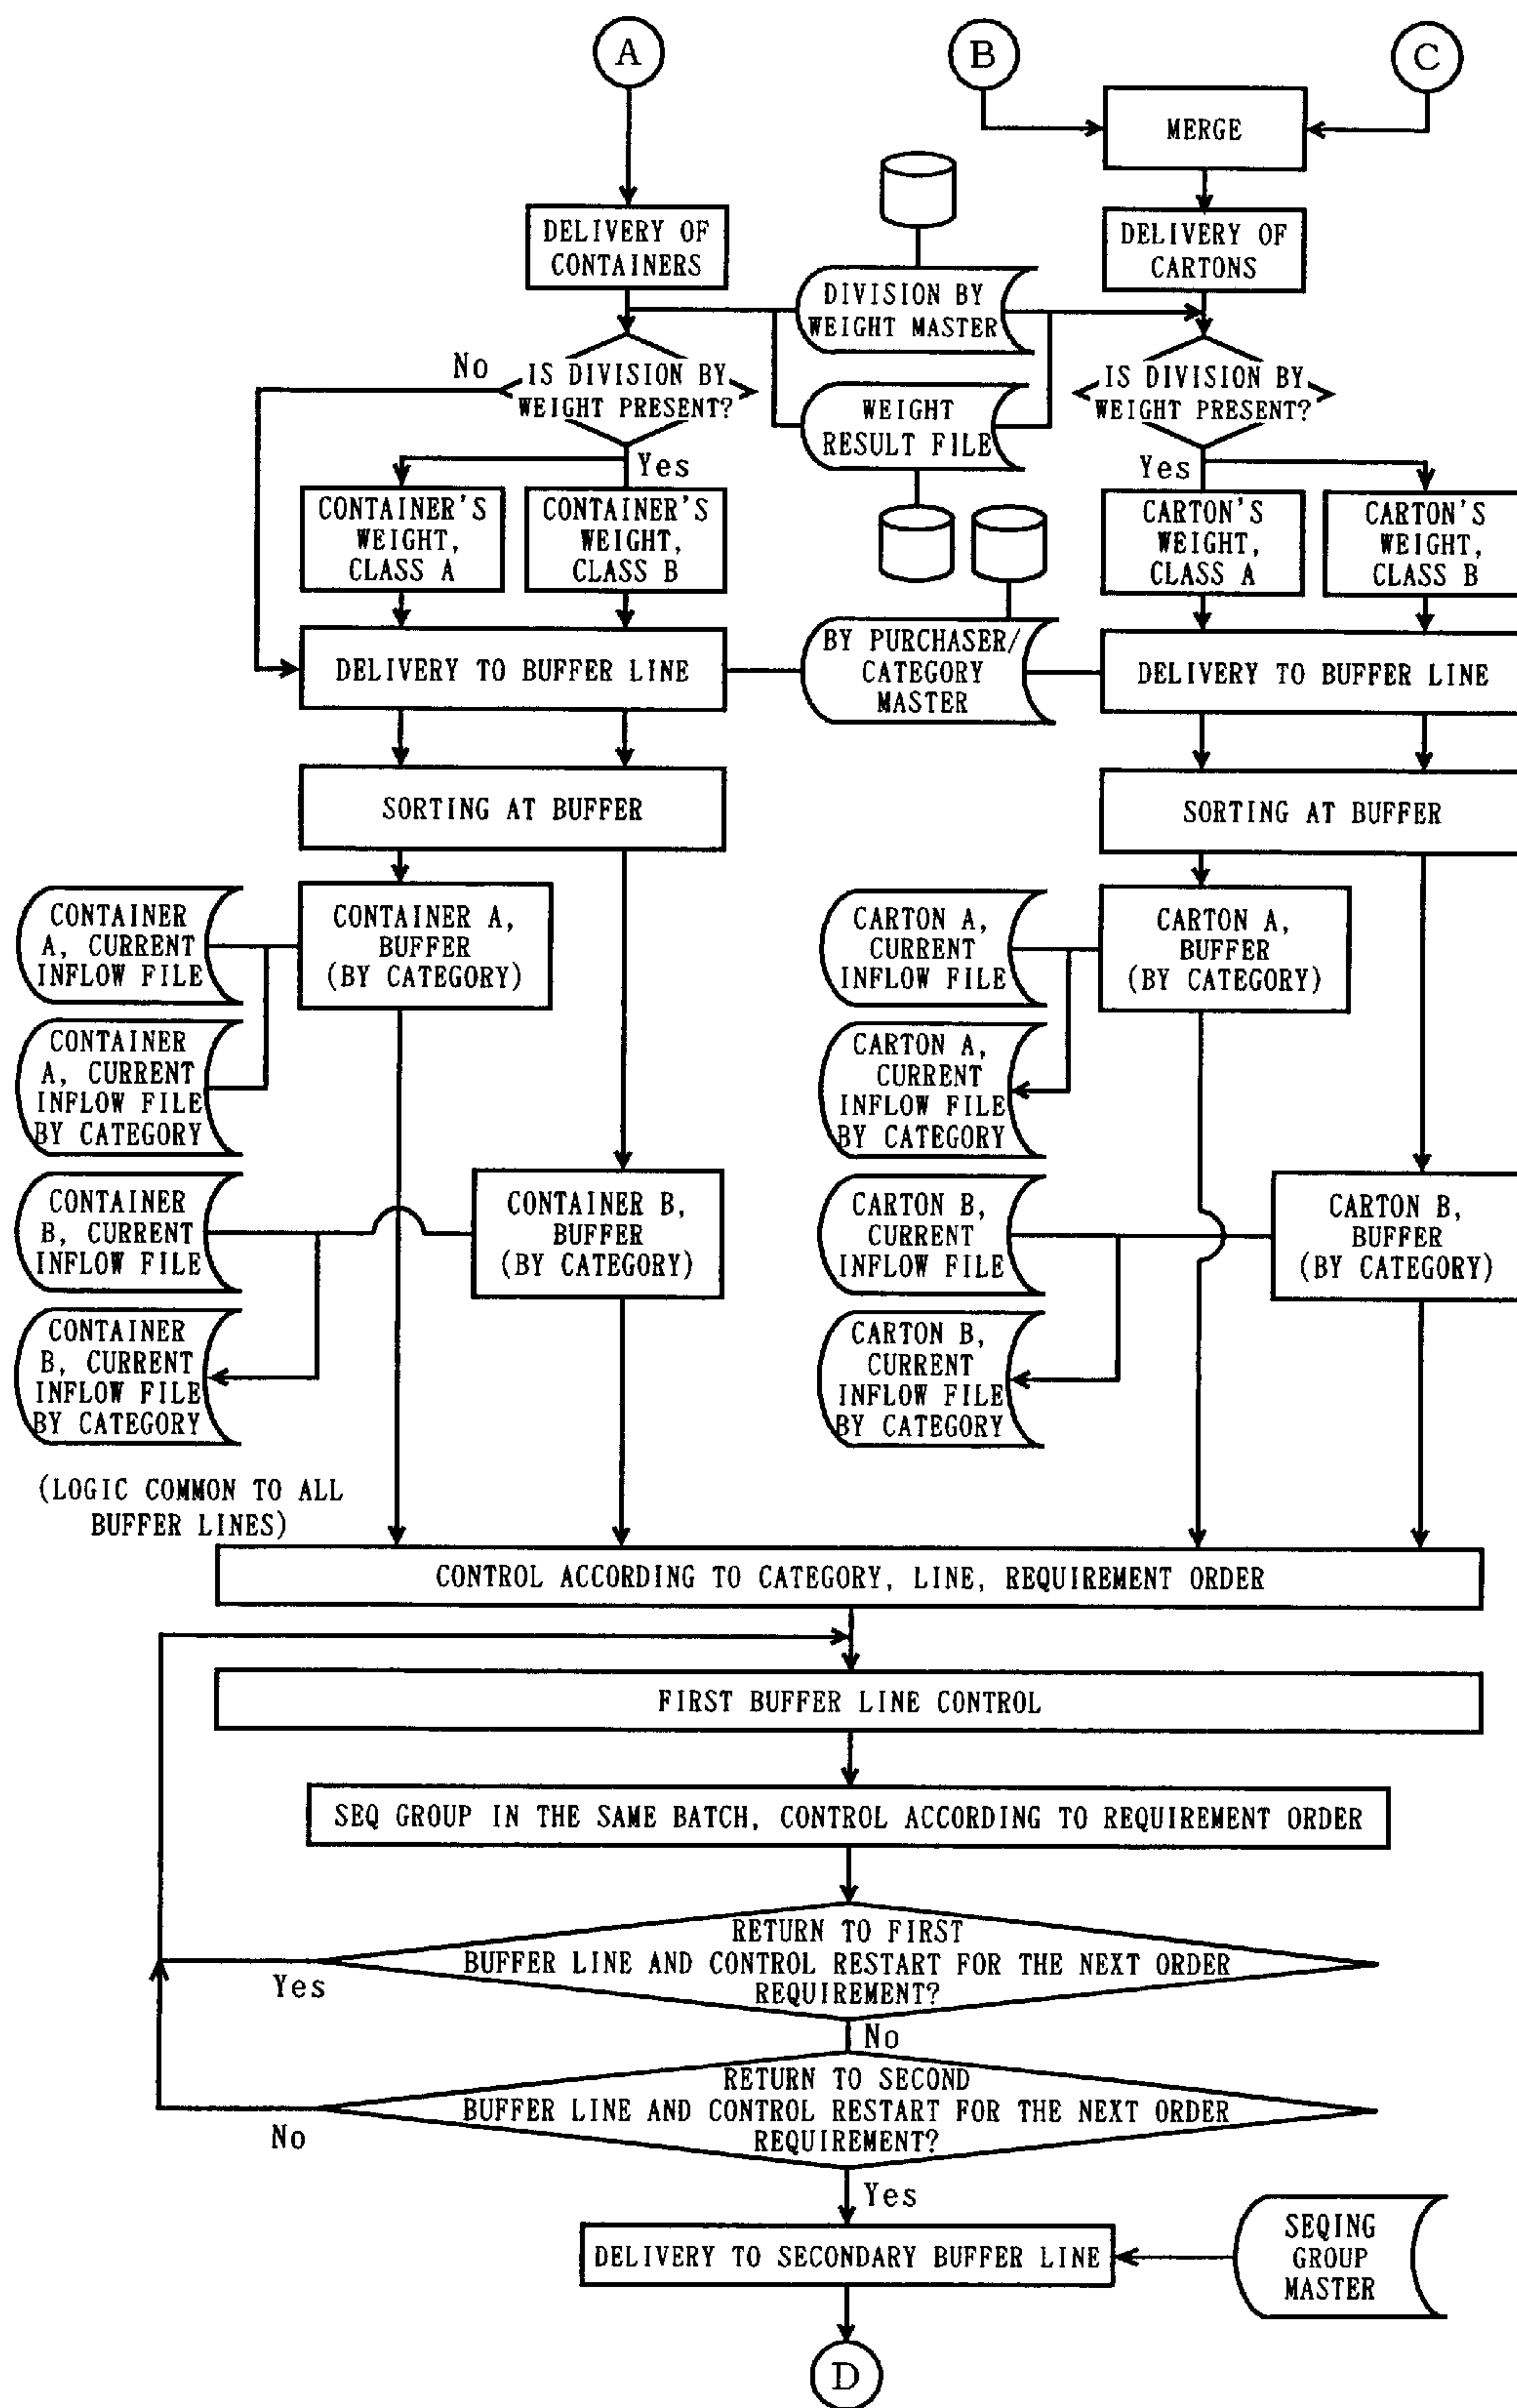 A
B
C
MERGE
DELIVERY OF
CONTAINERS
DELIVERY OF
CARTONS
DIVISION BY
WEIGHT MASTER
No
IS DIVISION BY
WEIGHT PRESENT?
Yes
WEIGHT
RESULT FILE
IS DIVISION BY
WEIGHT PRESENT?
Yes
CONTAINER'S
WEIGHT,
CLASS A
CONTAINER'S
WEIGHT,
CLASS B
CARTON'S
WEIGHT,
CLASS A
CARTON'S
WEIGHT,
CLASS B
DELIVERY TO BUFFER LINE
BY PURCHASER/
CATEGORY
MASTER
DELIVERY TO BUFFER LINE
SORTING AT BUFFER
SORTING AT BUFFER
CONTAINER
A, CURRENT
INFLOW FILE
CONTAINER A,
BUFFER
(BY CATEGORY)
CARTON A,
CURRENT
INFLOW FILE
CARTON A,
BUFFER
(BY CATEGORY)
CONTAINER
A, CURRENT
INFLOW FILE
BY CATEGORY
CARTON A,
CURRENT
INFLOW FILE
BY CATEGORY
CONTAINER
B, CURRENT
INFLOW FILE
CONTAINER B,
BUFFER
(BY CATEGORY)
CARTON B,
CURRENT
INFLOW FILE
CARTON B,
BUFFER
(BY CATEGORY)
CONTAINER
B, CURRENT
INFLOW FILE
BY CATEGORY
CARTON B,
CURRENT
INFLOW FILE
BY CATEGORY
(LOGIC COMMON TO ALL
BUFFER LINES)
CONTROL ACCORDING TO CATEGORY, LINE, REQUIREMENT ORDER
FIRST BUFFER LINE CONTROL
SEQ GROUP IN THE SAME BATCH, CONTROL ACCORDING TO REQUIREMENT ORDER
RETURN TO FIRST
BUFFER LINE AND CONTROL RESTART FOR THE NEXT ORDER
REQUIREMENT?
Yes
No
RETURN TO SECOND
BUFFER LINE AND CONTROL RESTART FOR THE NEXT ORDER
REQUIREMENT?
No
Yes
DELIVERY TO SECONDARY BUFFER LINE
SEQING
GROUP
MASTER
D